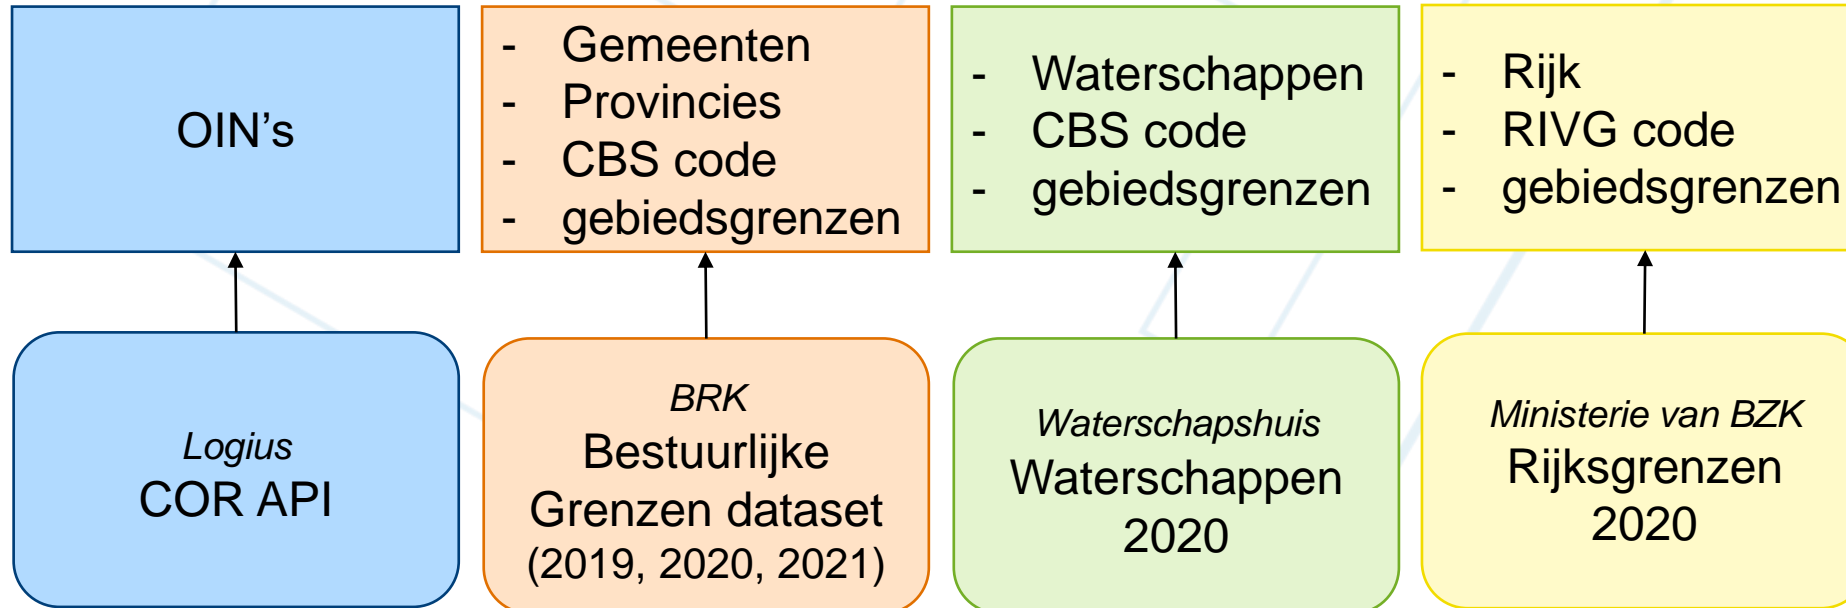 OIN’s
- Gemeenten
- Provincies
- CBS code
- gebiedsgrenzen
- Waterschappen
- CBS code
- gebiedsgrenzen
- Rijk
- RIVG code
- gebiedsgrenzen
Logius
COR API
BRK
Bestuurlijke
Grenzen dataset
(2019, 2020, 2021)
Waterschapshuis
Waterschappen
2020
Ministerie van BZK
Rijksgrenzen
2020